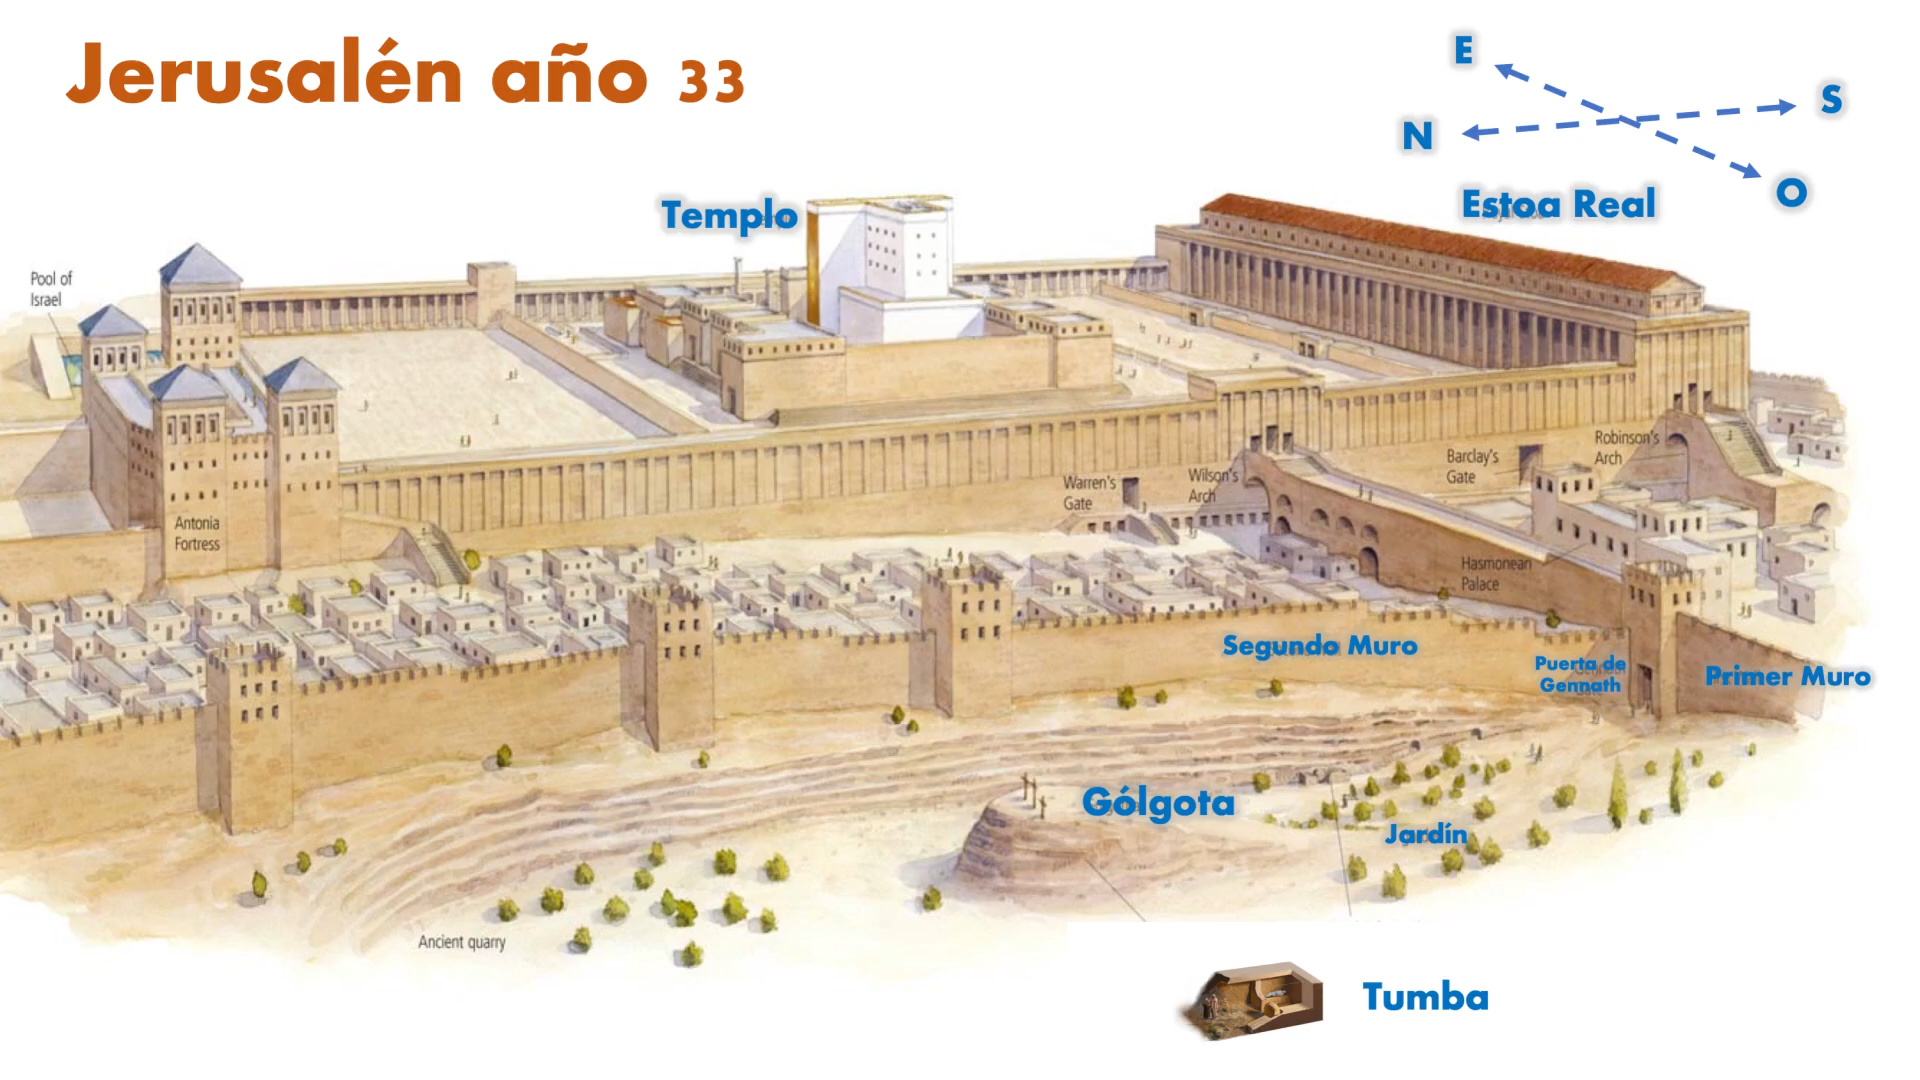 Jerusalén año 33
E
S
N
O
Templo
Estoa Real
Pool of
Israel
Robinson's
Arch
Barclay's
Gate
Warren's
Gate
Wilson's
Arch
Antonia
Fortress
Hasmonean
Palace
Segundo Muro
Puerta de
Gennath
Primer Muro
Gólgota
Jardín
Ancient quarry
Tumba